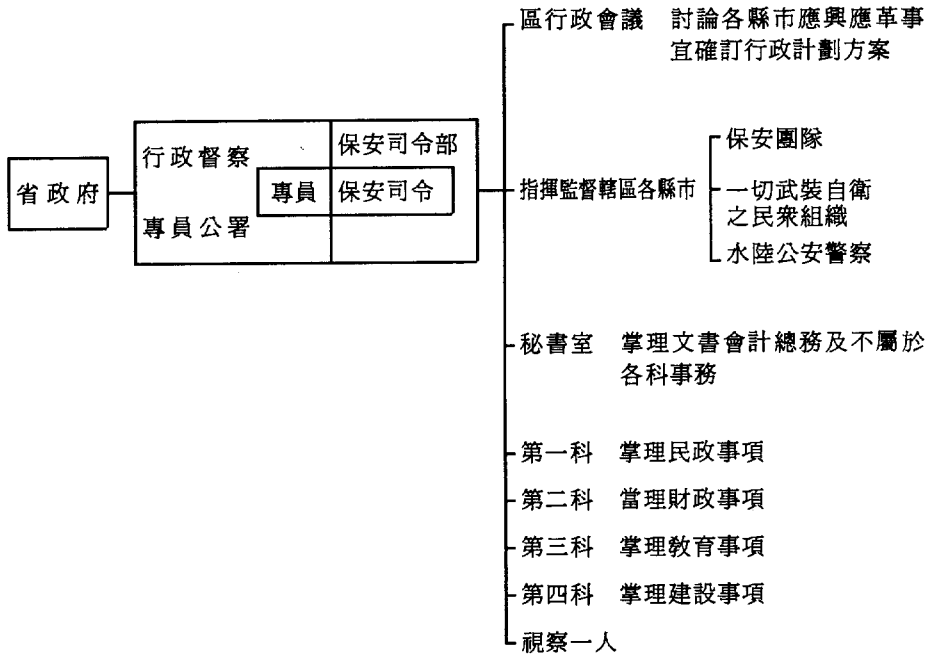 省政府
行政督察
專員公署
專員
保安司令部
保安司令
區行政會議 討論各縣市應興應革事
宜確訂行政計劃方案
指揮監督轄區各縣市
保安團隊
一切武裝自衛
之民衆組織
水陸公安警察
秘書室 掌理文書會計總務及不屬於
各科事務
第一科 掌理民政事項
第二科 當理財政事項
第三科 掌理敎育事項
第四科 掌理建設事項
視察一人